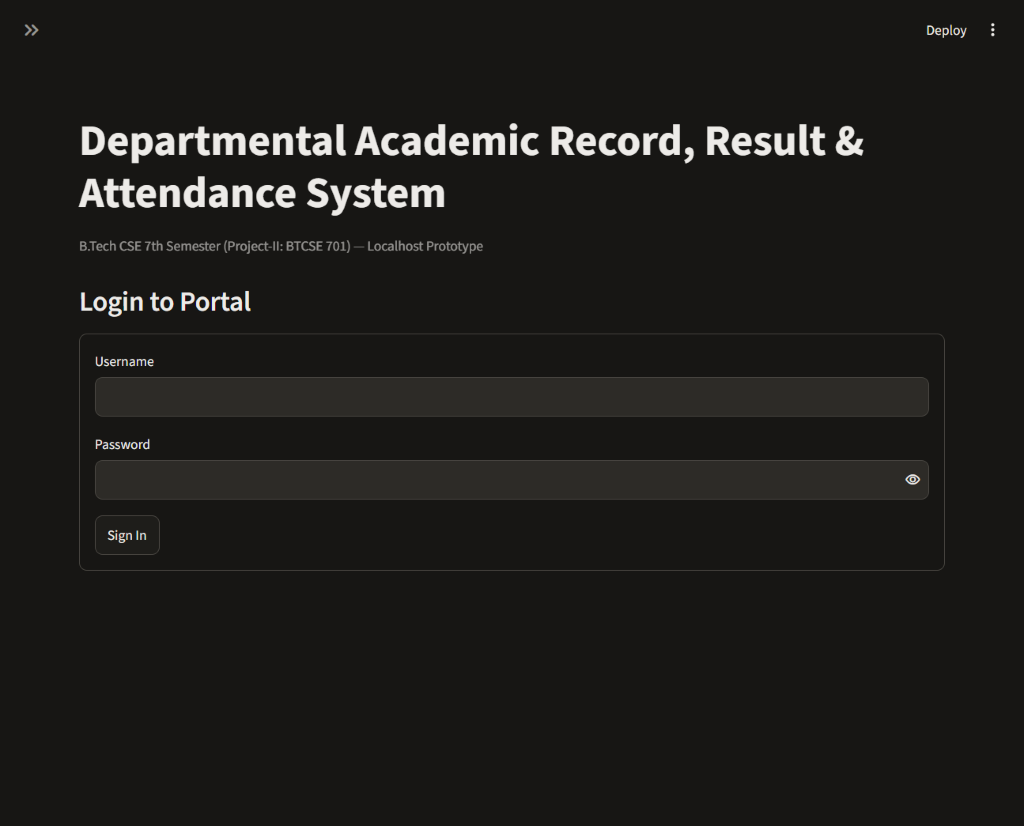 Deploy
Departmental Academic Record, Result &
Attendance System
B.Tech CSE 7th Semester (Project-II: BTCSE 701) — Localhost Prototype
Login to Portal
Username
Password
Sign In